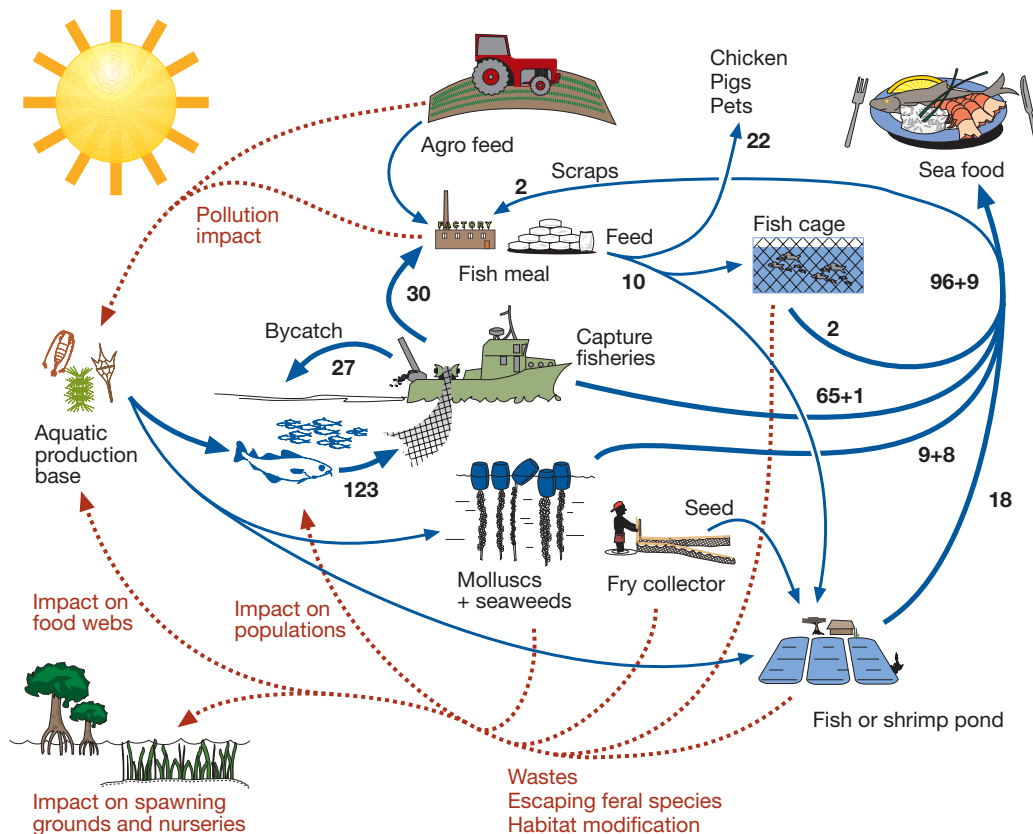 Chicken
Pigs
Pets
22
Agro feed
Sea food
2
Scraps
FACTORY
Pollution
impact
Fish meal
Feed
10
Fish cage
30
96+9
Bycatch
27
Capture
fisheries
2
65+1
Aquatic
production
base
123
9+8
18
Seed
Molluscs
+ seaweeds
Fry collector
Impact on
food webs
Impact on
populations
Fish or shrimp pond
Wastes
Escaping feral species
Habitat modification
Impact on spawning
grounds and nurseries